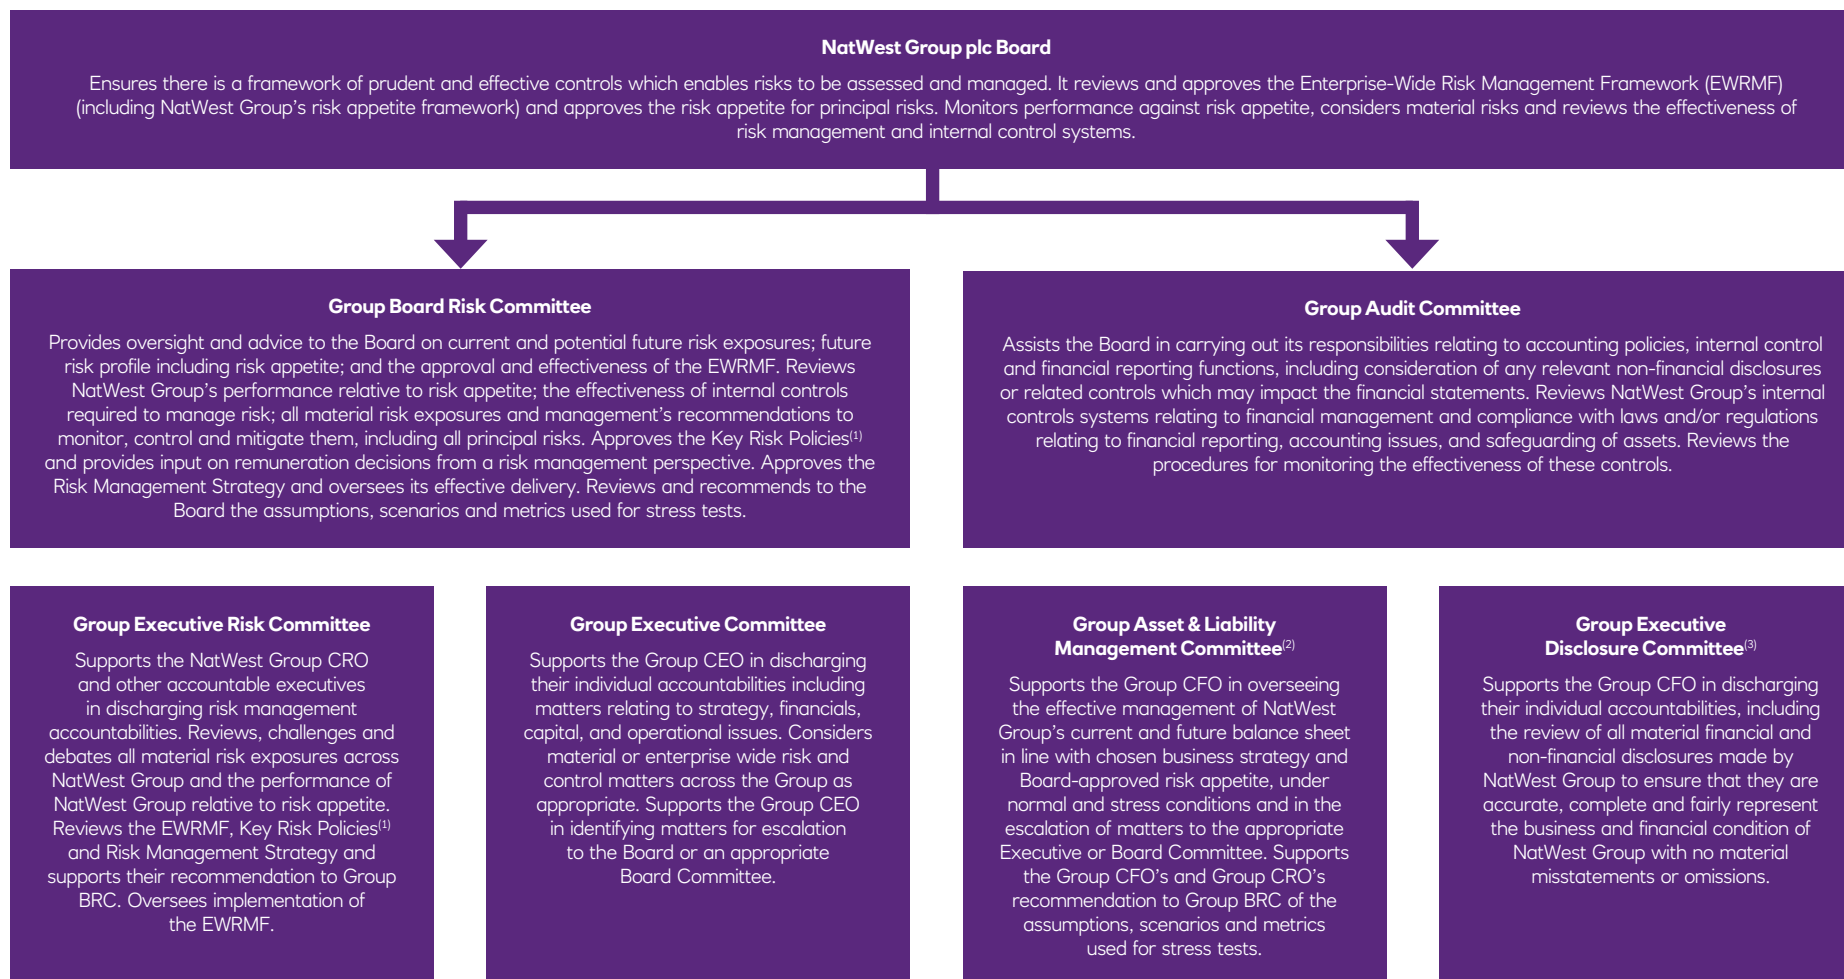 NatWest Group plc Board
Ensures there is a framework of prudent and effective controls which enables risks to be assessed and managed. It reviews and approves the Enterprise-Wide Risk Management Framework (EWRMF)
(including NatWest Group's risk appetite framework) and approves the risk appetite for principal risks. Monitors performance against risk appetite, considers material risks and reviews the effectiveness of
risk management and internal control systems.
Group Board Risk Committee
Provides oversight and advice to the Board on current and potential future risk exposures; future
risk profile including risk appetite; and the approval and effectiveness of the EWRMF. Reviews
NatWest Group's performance relative to risk appetite; the effectiveness of internal controls
required to manage risk; all material risk exposures and management's recommendations to
monitor, control and mitigate them, including all principal risks. Approves the Key Risk Policies(1)
and provides input on remuneration decisions from a risk management perspective. Approves the
Risk Management Strategy and oversees its effective delivery. Reviews and recommends to the
Board the assumptions, scenarios and metrics used for stress tests.
Group Audit Committee
Assists the Board in carrying out its responsibilities relating to accounting policies, internal control
and financial reporting functions, including consideration of any relevant non-financial disclosures
or related controls which may impact the financial statements. Reviews NatWest Group's internal
controls systems relating to financial management and compliance with laws and/or regulations
relating to financial reporting, accounting issues, and safeguarding of assets. Reviews the
procedures for monitoring the effectiveness of these controls.
Group Executive Risk Committee
Supports the NatWest Group CRO
and other accountable executives
in discharging risk management
accountabilities. Reviews, challenges and
debates all material risk exposures across
NatWest Group and the performance of
NatWest Group relative to risk appetite.
Reviews the EWRMF, Key Risk Policies(1)
and Risk Management Strategy and
supports their recommendation to Group
BRC. Oversees implementation of
the EWRMF.
Group Executive Committee
Supports the Group CEO in discharging
their individual accountabilities including
matters relating to strategy, financials,
capital, and operational issues. Considers
material or enterprise wide risk and
control matters across the Group as
appropriate. Supports the Group CEO
in identifying matters for escalation
to the Board or an appropriate
Board Committee.
Group Asset & Liability
Management Committee(2)
Supports the Group CFO in overseeing
the effective management of NatWest
Group's current and future balance sheet
in line with chosen business strategy and
Board-approved risk appetite, under
normal and stress conditions and in the
escalation of matters to the appropriate
Executive or Board Committee. Supports
the Group CFO's and Group CRO's
recommendation to Group BRC of the
assumptions, scenarios and metrics
used for stress tests.
Group Executive
Disclosure Committee(3)
Supports the Group CFO in discharging
their individual accountabilities, including
the review of all material financial and
non-financial disclosures made by
NatWest Group to ensure that they are
accurate, complete and fairly represent
the business and financial condition of
NatWest Group with no material
misstatements or omissions.